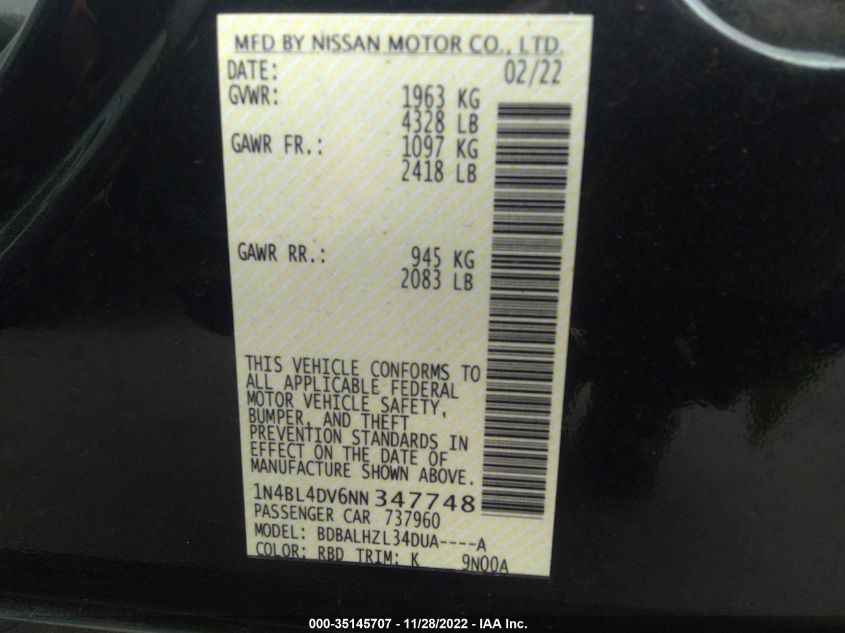 MFD BY NISSAN MOTOR CO., LTD.
DATE: 02/22
GVWR: 1963 KG
4328 LB
GAWR FR.: 1097 KG
2418 LB
GAWR RR.: 945 KG
2083 LB
THIS VEHICLE CONFORMS TO
ALL APPLICABLE FEDERAL
MOTOR VEHICLE SAFETY,
BUMPER, AND THEFT
PREVENTION STANDARDS IN
EFFECT ON THE DATE OF
MANUFACTURE SHOWN ABOVE.
1N4BL4DV6NN347748
PASSENGER CAR 737960
MODEL: BDBALHZL34DUA----A
COLOR: RBD TRIM: K 9N00A
000-35145707 - 11/28/2022 - IAA Inc.